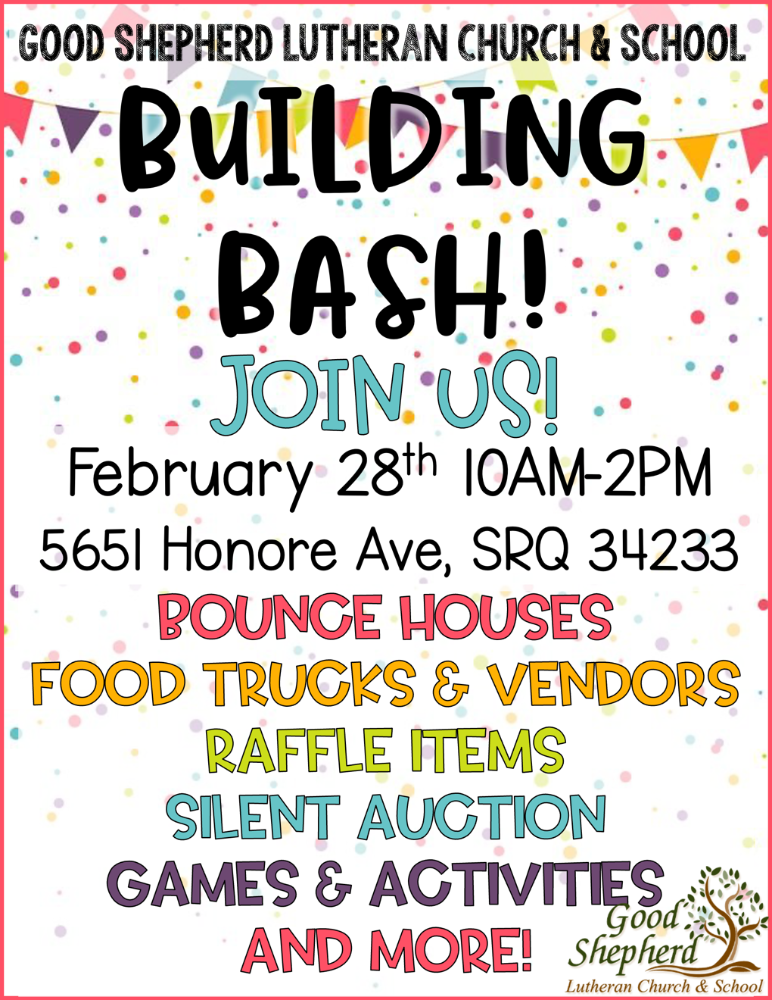 GOOD SHEPHERD LUTHERAN CHURCH & SCHOOL
BuILDING
BASH!
JOIN US!
February 28th 10AM-2PM
5651 Honore Ave, SRQ 34233
BOUNCE HOUSES
FOOD TRUCKS & VENDORS
RAFFLE ITEMS
SILENT AUCTION
GAMES & ACTIVITIES
AND MORE!
Good
Shepherd
Lutheran Church & School